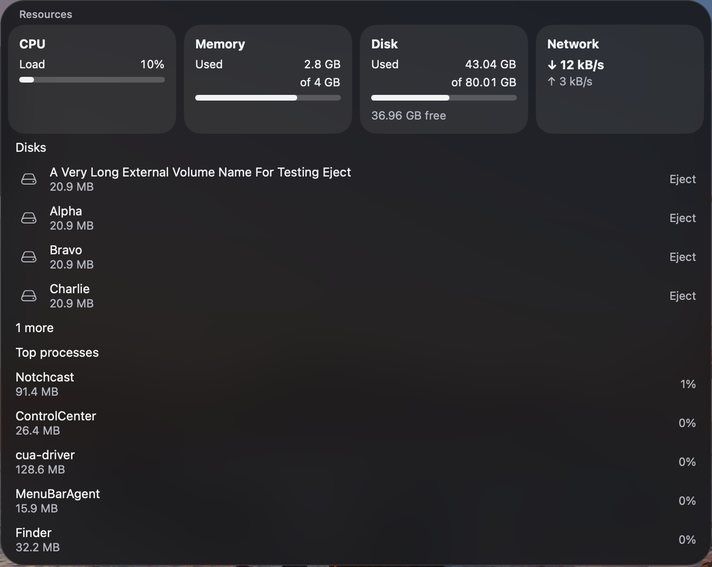 Resources
CPU
Load 10%
Memory
Used 2.8 GB
of 4 GB
Disk
Used 43.04 GB
of 80.01 GB
36.96 GB free
Network
↓ 12 kB/s
↑ 3 kB/s
Disks
A Very Long External Volume Name For Testing Eject
20.9 MB
Eject
Alpha
20.9 MB
Eject
Bravo
20.9 MB
Eject
Charlie
20.9 MB
Eject
1 more
Top processes
Notchcast
91.4 MB
1%
ControlCenter
26.4 MB
0%
cua-driver
128.6 MB
0%
MenuBarAgent
15.9 MB
0%
Finder
32.2 MB
0%